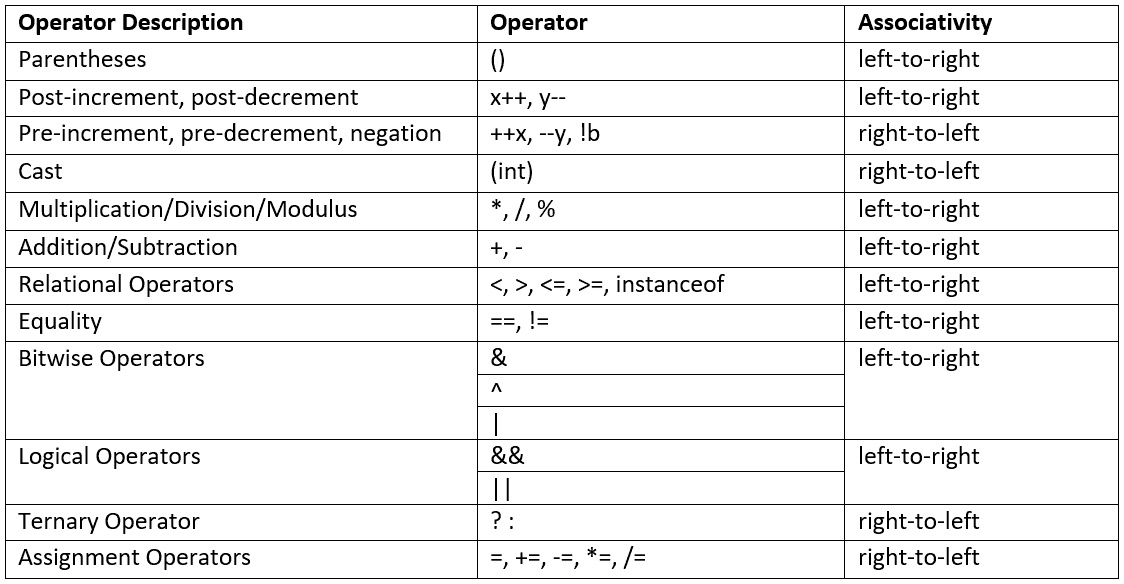 Operator Description Operator Associativity
Parentheses () left-to-right
Post-increment, post-decrement x++, y-- left-to-right
Pre-increment, pre-decrement, negation ++x, --y, !b right-to-left
Cast (int) right-to-left
Multiplication/Division/Modulus *, /, % left-to-right
Addition/Subtraction +, - left-to-right
Relational Operators <, >, <=, >=, instanceof left-to-right
Equality ==, != left-to-right
Bitwise Operators & left-to-right
^
|
Logical Operators && left-to-right
||
Ternary Operator ? : right-to-left
Assignment Operators =, +=, -=, *=, /= right-to-left